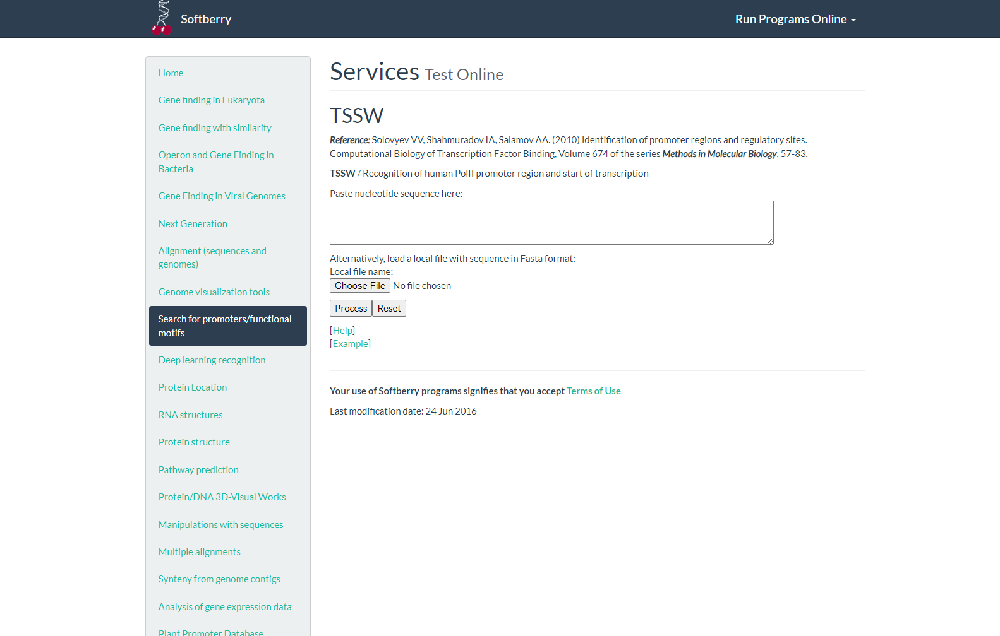 Softberry
Run Programs Online
Home
Gene finding in Eukaryota
Gene finding with similarity
Operon and Gene Finding in
Bacteria
Gene Finding in Viral Genomes
Next Generation
Alignment (sequences and
genomes)
Genome visualization tools
Search for promoters/functional
motifs
Deep learning recognition
Protein Location
RNA structures
Protein structure
Pathway prediction
Protein/DNA 3D-Visual Works
Manipulations with sequences
Multiple alignments
Synteny from genome contigs
Analysis of gene expression data
Plant Promoter Database
Services Test Online
TSSW
Reference: Solovyev VV, Shahmuradov IA, Salamov AA. (2010) Identification of promoter regions and regulatory sites.
Computational Biology of Transcription Factor Binding, Volume 674 of the series Methods in Molecular Biology, 57-83.
TSSW / Recognition of human PolII promoter region and start of transcription
Paste nucleotide sequence here:
Alternatively, load a local file with sequence in Fasta format:
Local file name:
Choose File No file chosen
Process Reset
[Help]
[Example]
Your use of Softberry programs signifies that you accept Terms of Use
Last modification date: 24 Jun 2016